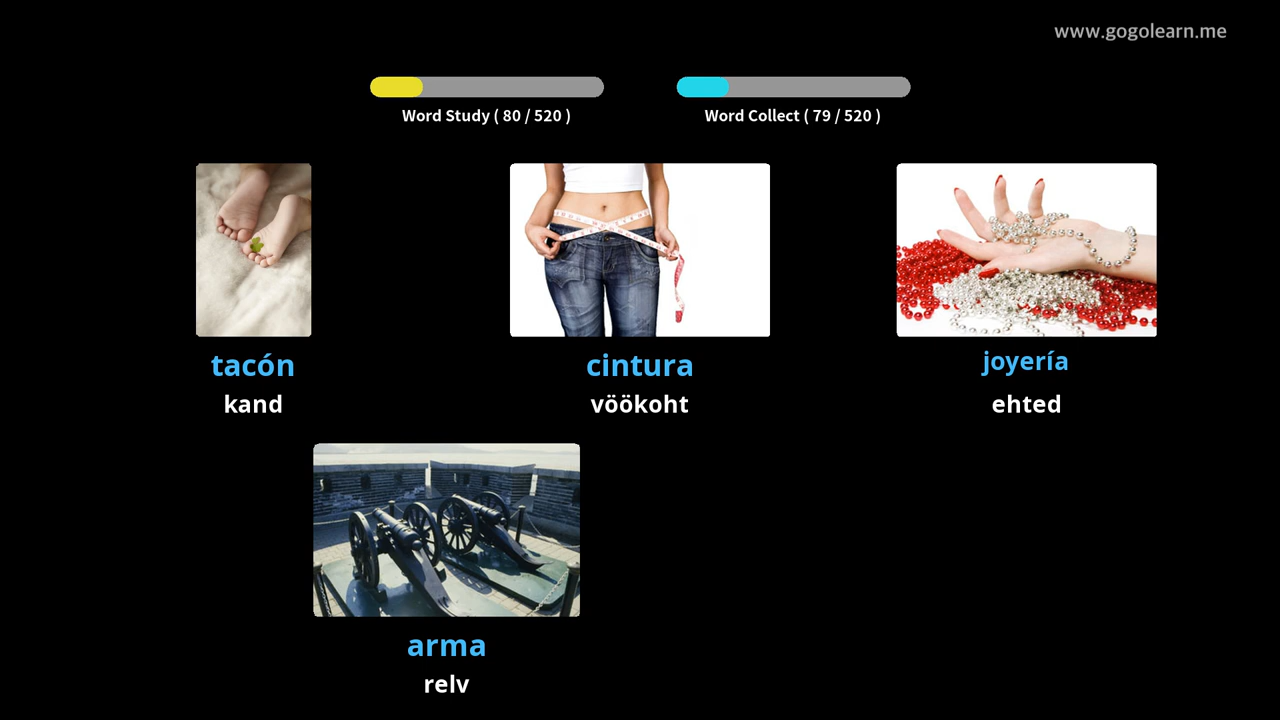 www.gogolearn.me
Word Study ( 80 / 520 )
Word Collect ( 79 / 520 )
tacón
cintura
joyería
kand
vöökoht
ehted
arma
relv